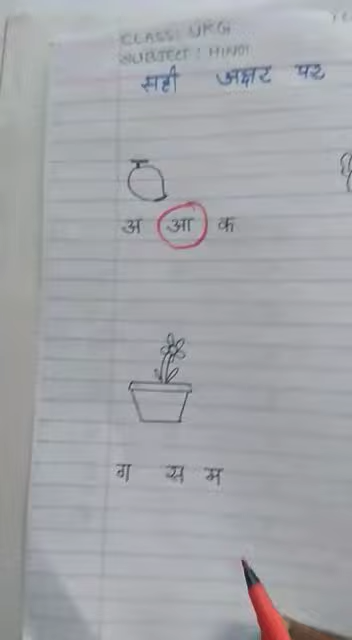 CLASS: UKG
SUBJECT: HINDI
सही अक्षर पर
अ आ क
ग स म